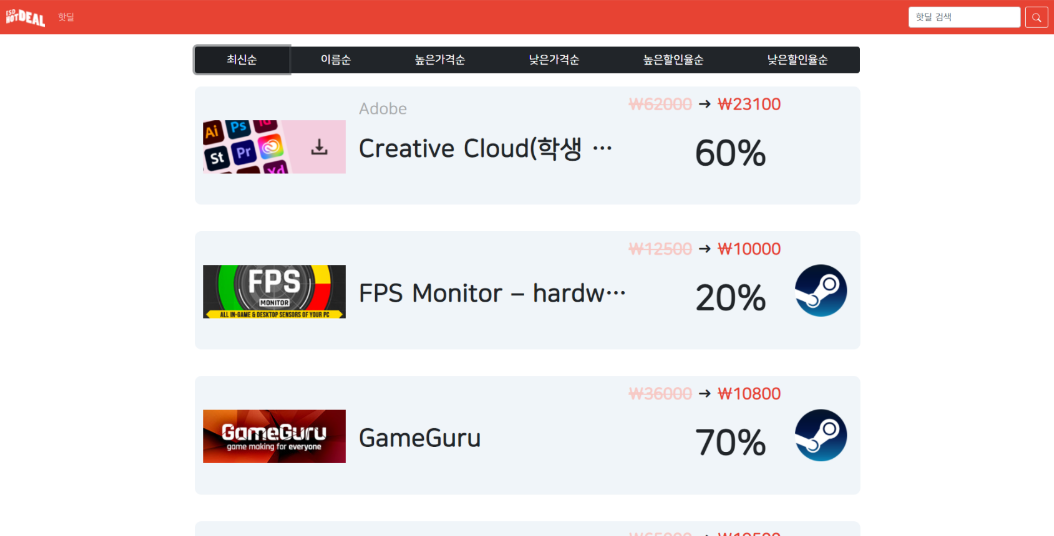 ESD HOT DEAL 핫딜 핫딜 검색
최신순 이름순 높은가격순 낮은가격순 높은할인율순 낮은할인율순
Adobe ₩62000 → ₩23100
Ai Ps Id
St Pr
Xd
Creative Cloud(학생 ⋯ 60%
₩12500 → ₩10000
FPS
MONITOR
ALL IN-GAME & DESKTOP SENSORS OF YOUR PC
FPS Monitor – hardw⋯ 20%
₩36000 → ₩10800
GameGuru
game making for everyone
GameGuru 70%